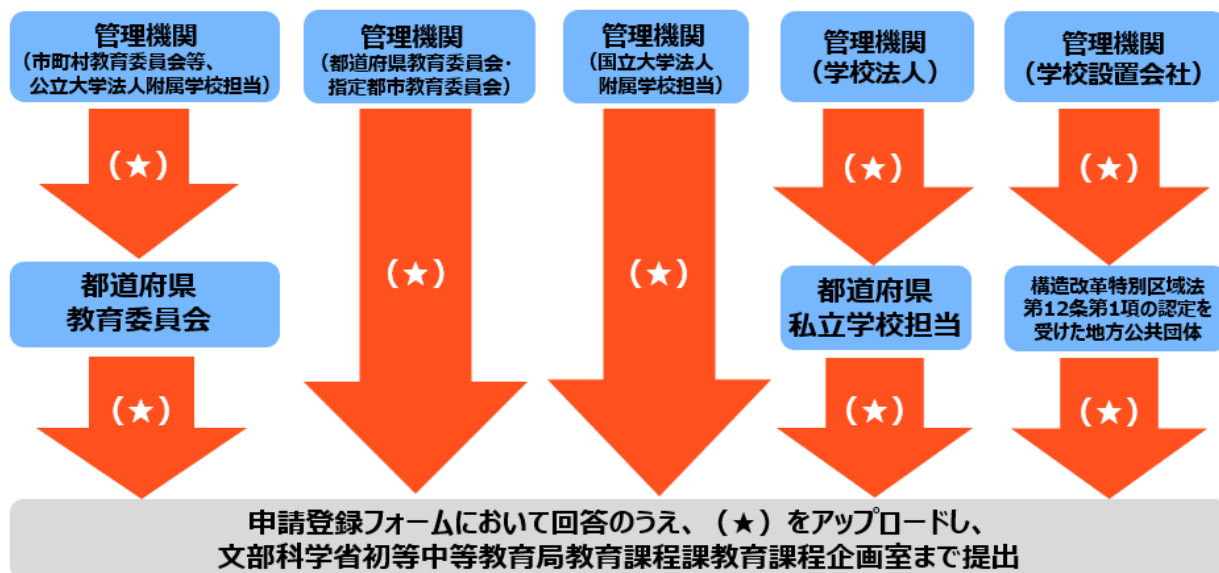 管理機関
（市町村教育委員会等、
公立大学法人附属学校担当）
管理機関
（都道府県教育委員会・
指定都市教育委員会）
管理機関
（国立大学法人
附属学校担当）
管理機関
（学校法人）
管理機関
（学校設置会社）
（★）
（★）
（★）
（★）
（★）
都道府県
教育委員会
都道府県
私立学校担当
構造改革特別区域法
第12条第1項の認定を
受けた地方公共団体
（★）
（★）
（★）
申請登録フォームにおいて回答のうえ、（★）をアップロードし、
文部科学省初等中等教育局教育課程課教育課程企画室まで提出